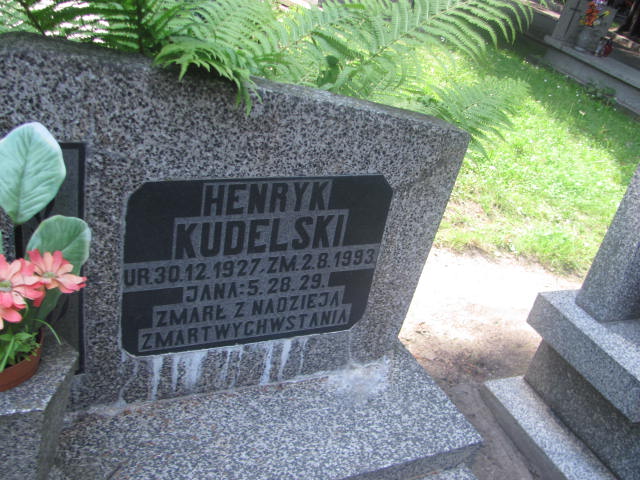 HENRYK
KUDELSKI
UR.30.12.1927. ZM.2.8.1993.
JANA:5.28.29.
ZMARŁ Z NADZIEJĄ
ZMARTWYCHWSTANIA